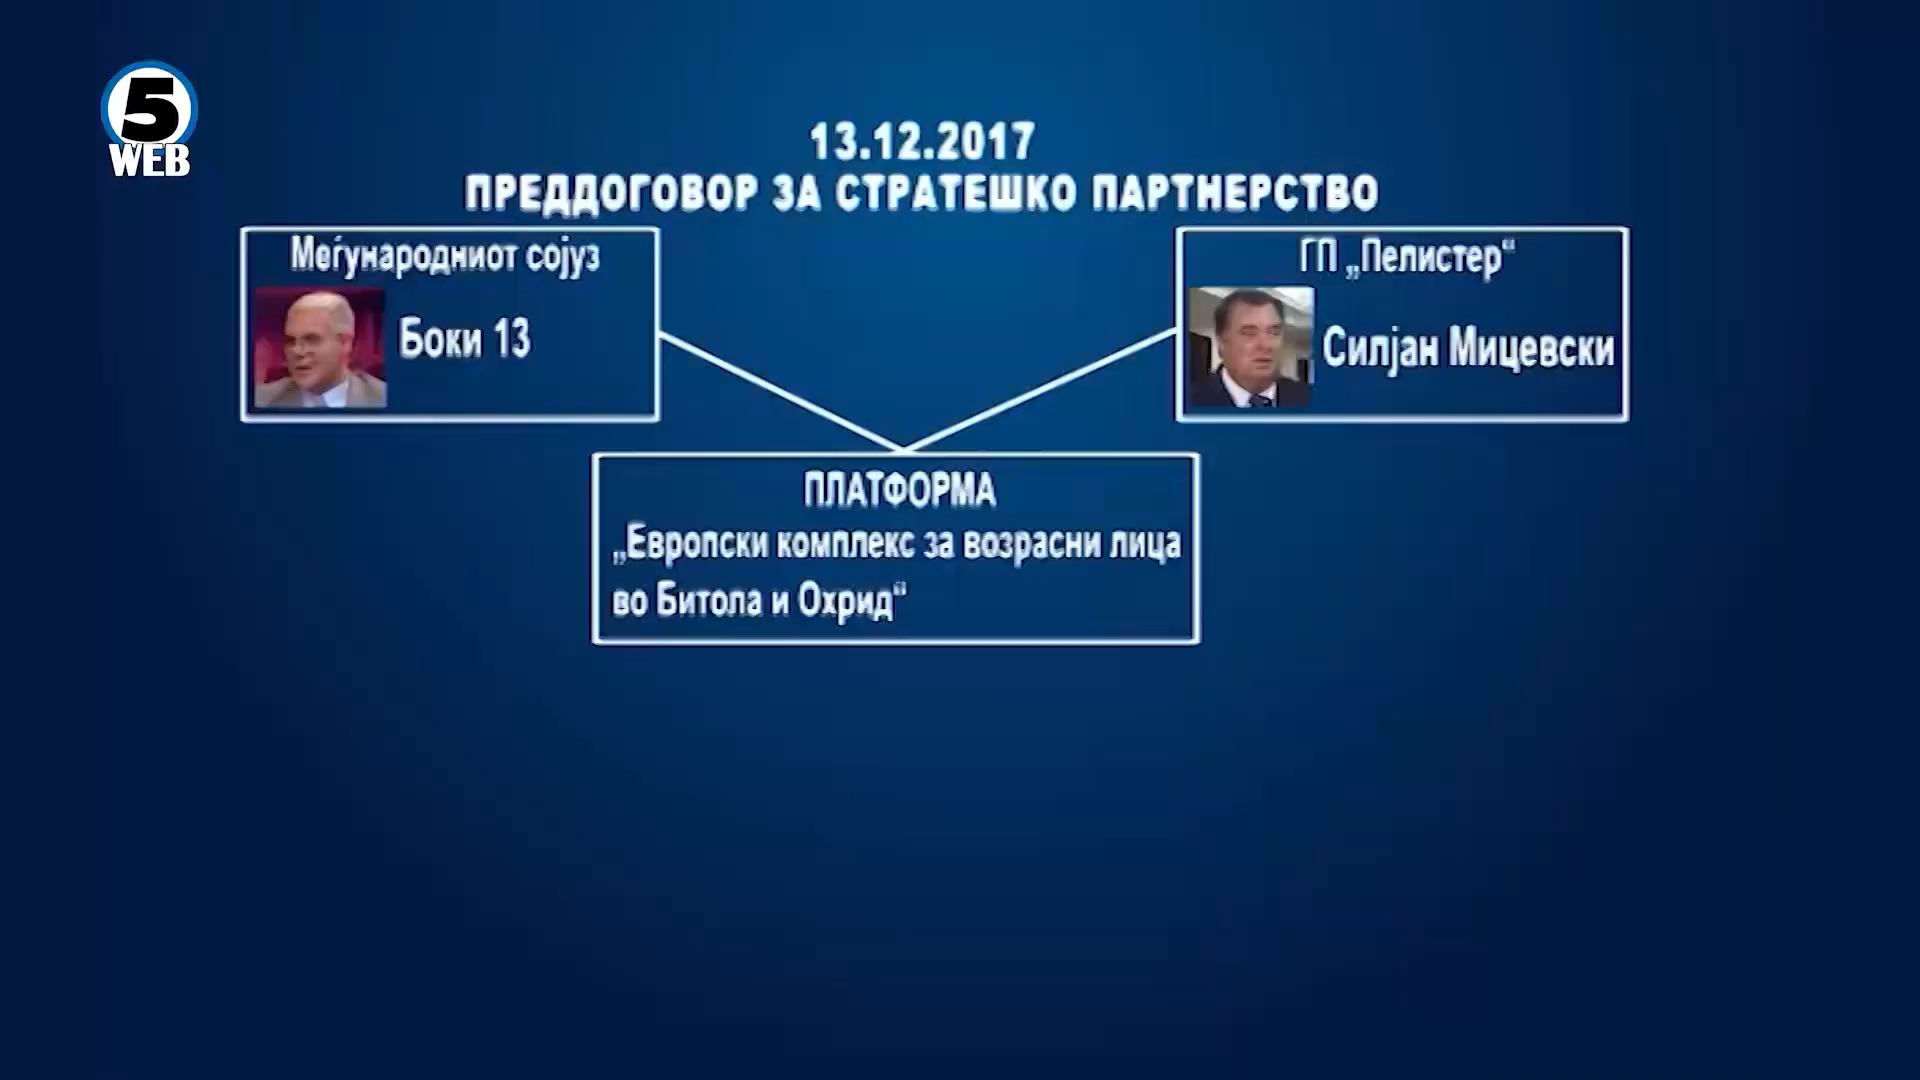 5
WEB
13.12.2017
ПРЕДДОГОВОР ЗА СТРАТЕШКО ПАРТНЕРСТВО
Меѓународниот сојуз
Боки 13
ГП „Пелистер“
Силјан Мицевски
ПЛАТФОРМА
„Европски комплекс за возрасни лица
во Битола и Охрид“